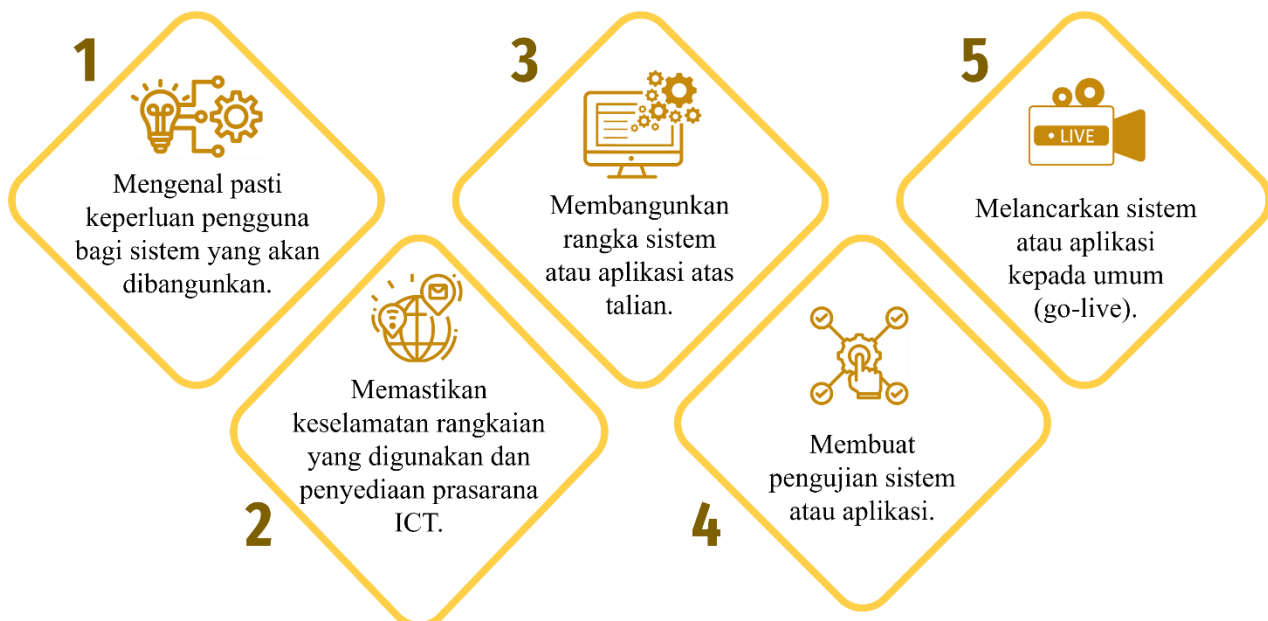 1
Mengenal pasti
keperluan pengguna
bagi sistem yang akan
dibangunkan.
2
Memastikan
keselamatan rangkaian
yang digunakan dan
penyediaan prasarana
ICT.
3
Membangunkan
rangka sistem
atau aplikasi atas
talian.
4
Membuat
pengujian sistem
atau aplikasi.
5
• LIVE
Melancarkan sistem
atau aplikasi
kepada umum
(go-live).